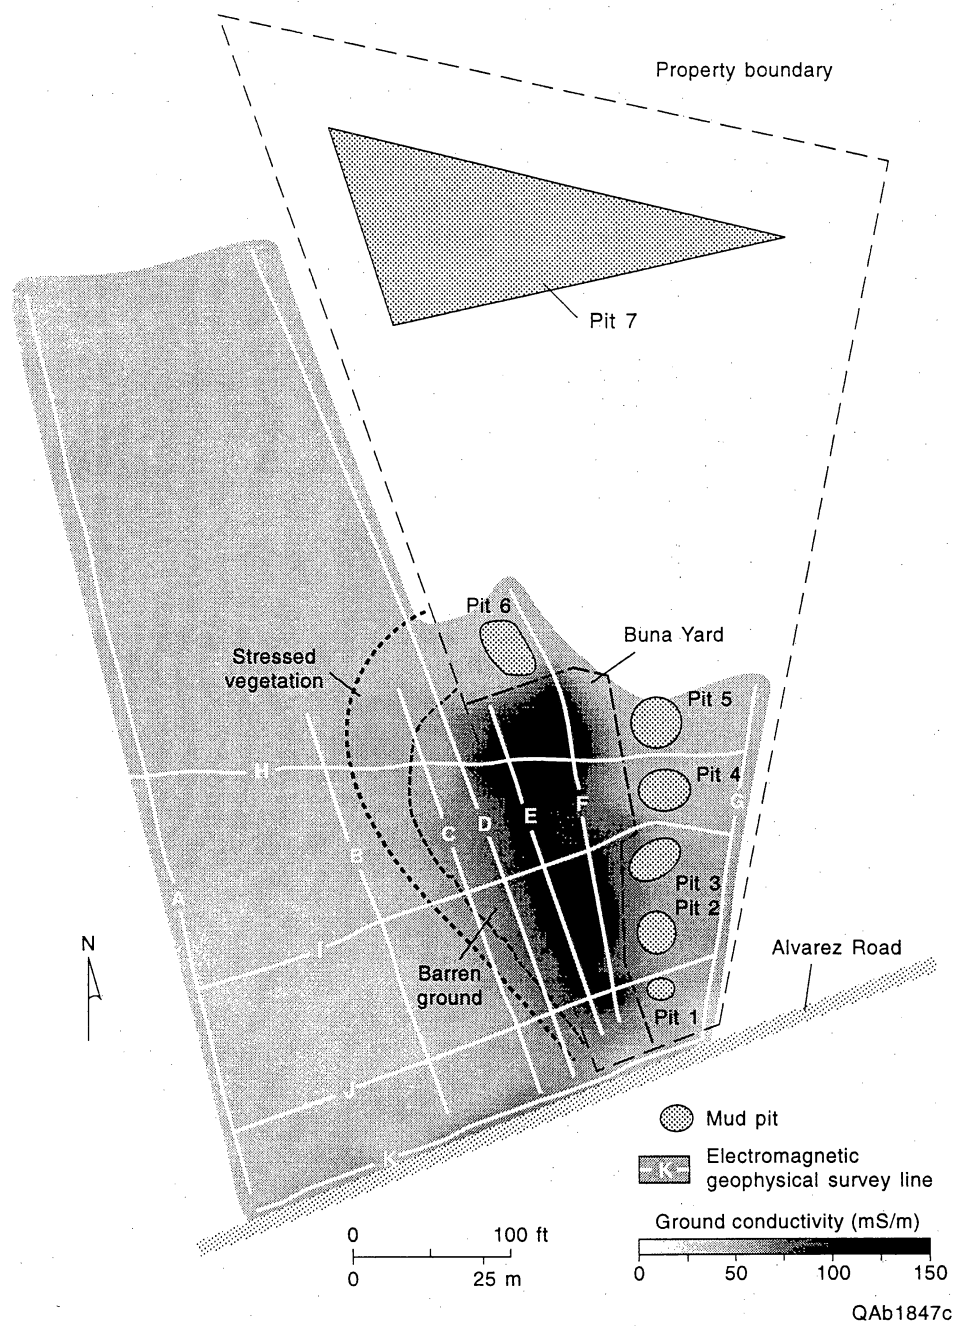 Property boundary
Pit 7
Pit 6
Buna Yard
Stressed
vegetation
Pit 5
Pit 4
H
G
F
E
D
C
B
A
Pit 3
Pit 2
I
N
Alvarez Road
Barren
ground
Pit 1
J
K
Mud pit
K
Electromagnetic
geophysical survey line
0 100 ft
0 25 m
Ground conductivity (mS/m)
0 50 100 150
QAb1847c